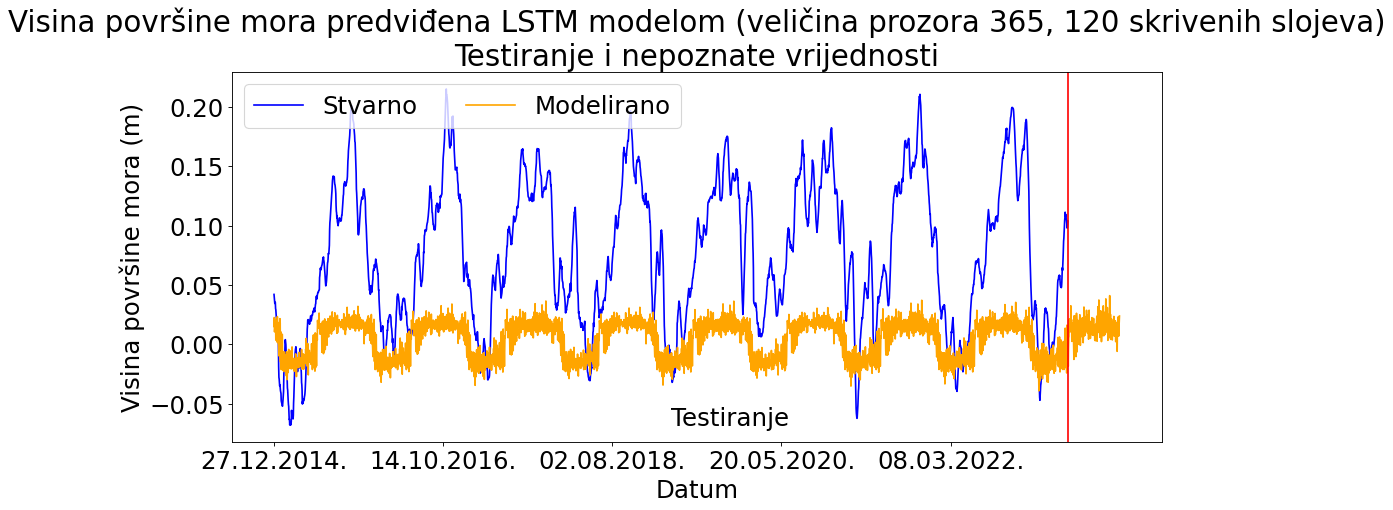 Visina površine mora predviđena LSTM modelom (veličina prozora 365, 120 skrivenih slojeva)
Testiranje i nepoznate vrijednosti
Stvarno Modelirano
Visina površine mora (m)
0.20
0.15
0.10
0.05
0.00
−0.05
Testiranje
27.12.2014. 14.10.2016. 02.08.2018. 20.05.2020. 08.03.2022.
Datum